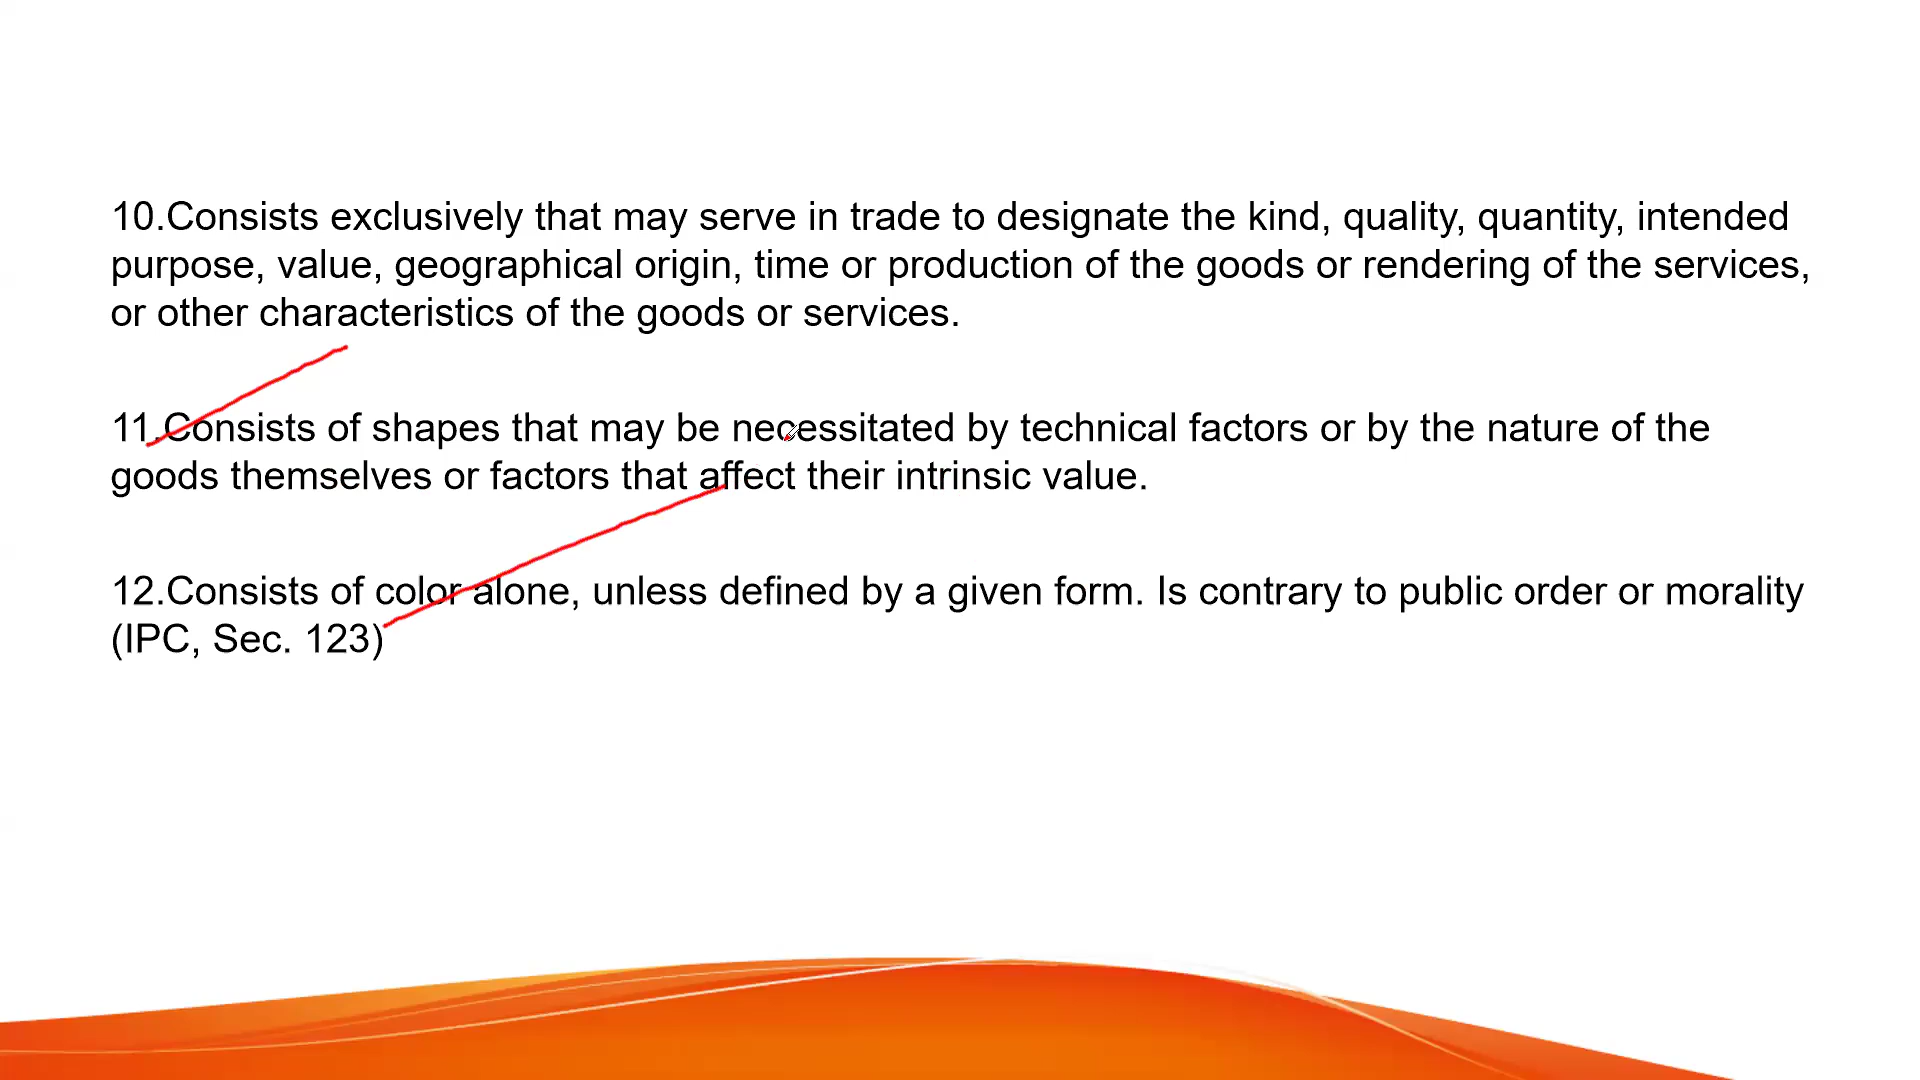 10.Consists exclusively that may serve in trade to designate the kind, quality, quantity, intended
purpose, value, geographical origin, time or production of the goods or rendering of the services,
or other characteristics of the goods or services.
11.Consists of shapes that may be necessitated by technical factors or by the nature of the
goods themselves or factors that affect their intrinsic value.
12.Consists of color alone, unless defined by a given form. Is contrary to public order or morality
(IPC, Sec. 123)